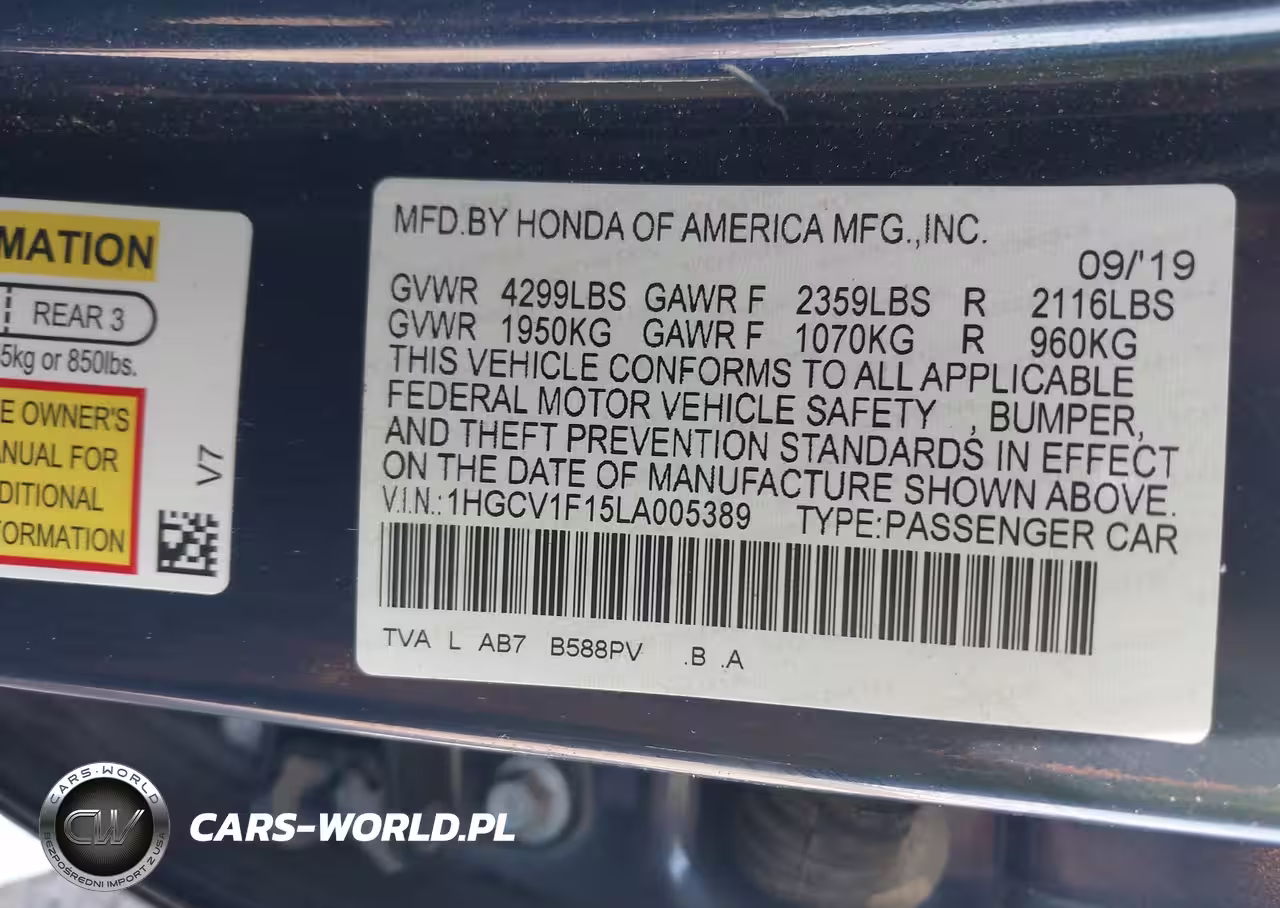 MATION
REAR 3
5kg or 850lbs.
E OWNER'S
ANUAL FOR
DITIONAL
FORMATION
V7
MFD.BY HONDA OF AMERICA MFG.,INC.
09/'19
GVWR 4299LBS GAWR F 2359LBS R 2116LBS
GVWR 1950KG GAWR F 1070KG R 960KG
THIS VEHICLE CONFORMS TO ALL APPLICABLE
FEDERAL MOTOR VEHICLE SAFETY , BUMPER,
AND THEFT PREVENTION STANDARDS IN EFFECT
ON THE DATE OF MANUFACTURE SHOWN ABOVE.
V.I.N.: 1HGCV1F15LA005389 TYPE:PASSENGER CAR
TVA L AB7 B588PV .B .A
CARS-WORLD
CW
BEZPOŚREDNI IMPORT Z USA
CARS-WORLD.PL